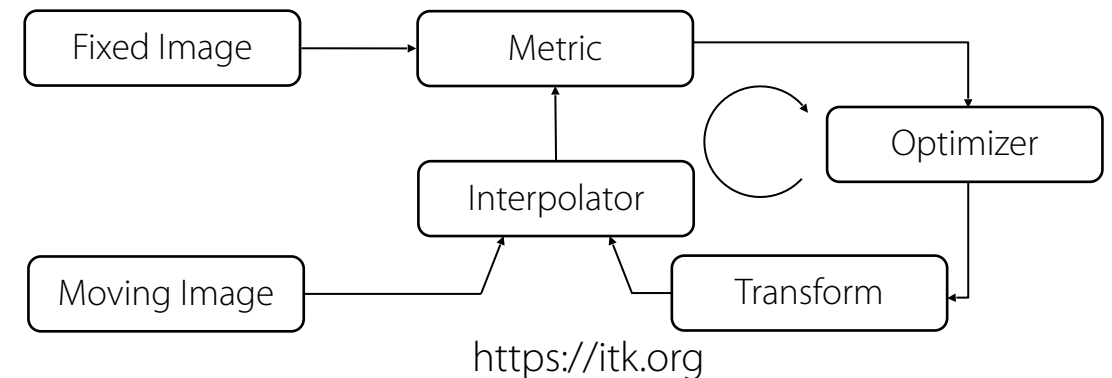 Fixed Image
Metric
Optimizer
Interpolator
Moving Image
Transform
https://itk.org